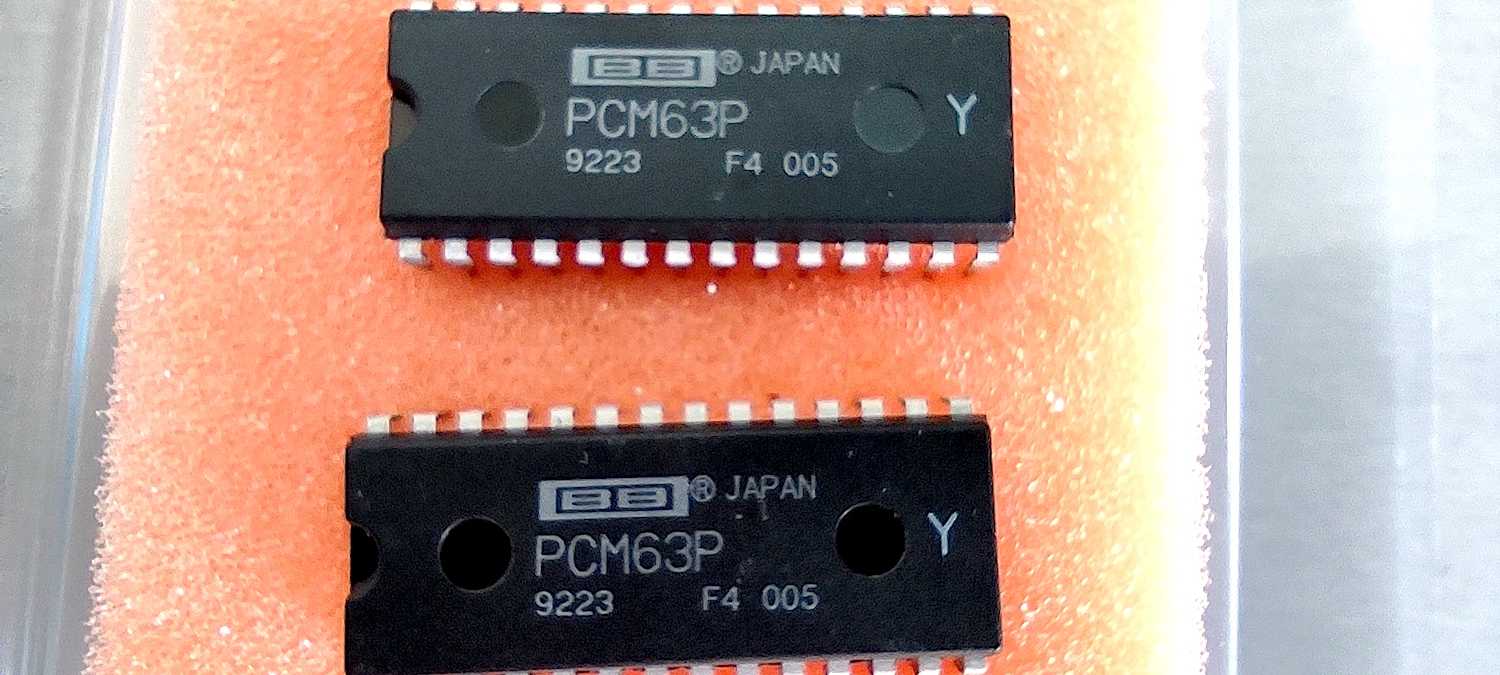 BB® JAPAN
PCM63P Y
9223 F4 005
BB® JAPAN
PCM63P Y
9223 F4 005